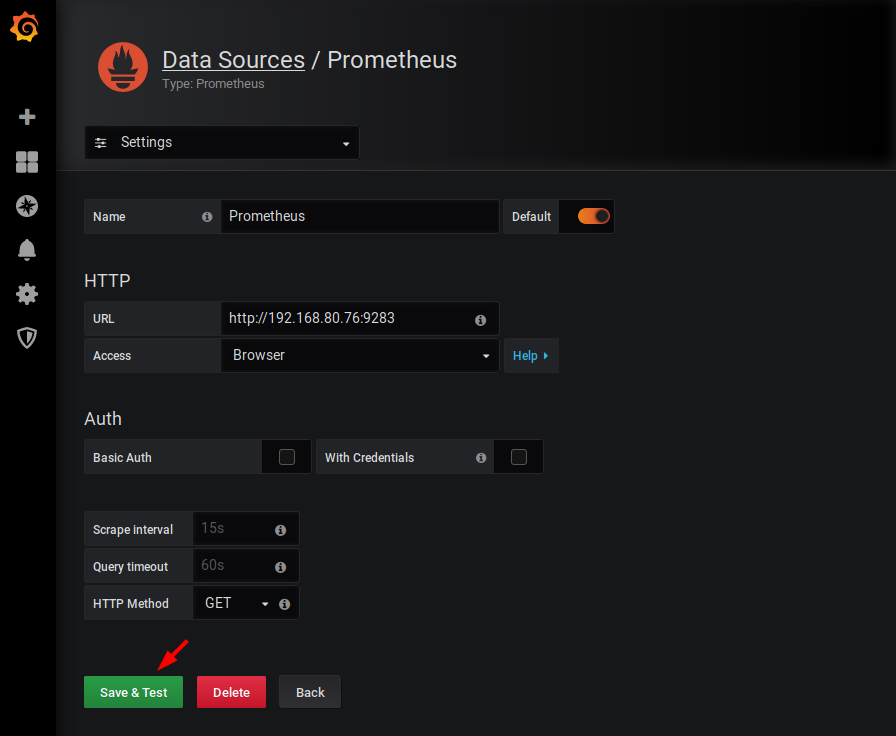 Data Sources / Prometheus
Type: Prometheus
Settings
Name Prometheus Default
HTTP
URL http://192.168.80.76:9283
Access Browser Help
Auth
Basic Auth With Credentials
Scrape interval 15s
Query timeout 60s
HTTP Method GET
Save & Test Delete Back